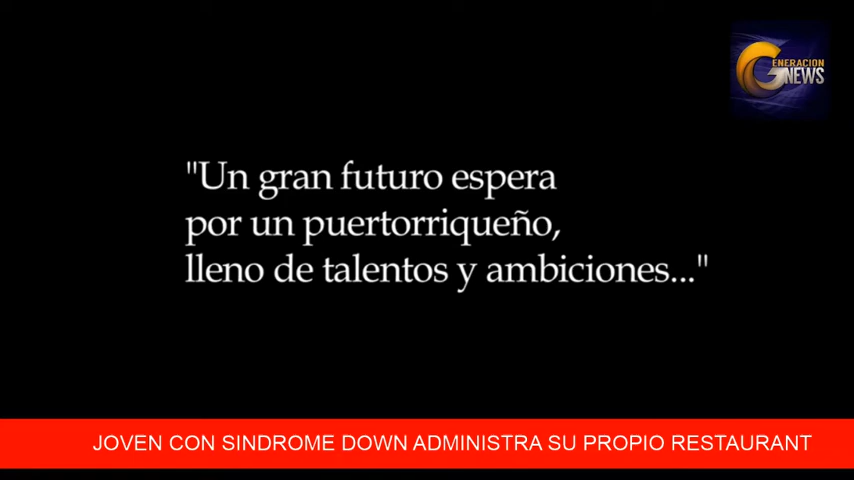 GENERACION
NEWS
"Un gran futuro espera
por un puertorriqueño,
lleno de talentos y ambiciones..."
JOVEN CON SINDROME DOWN ADMINISTRA SU PROPIO RESTAURANT